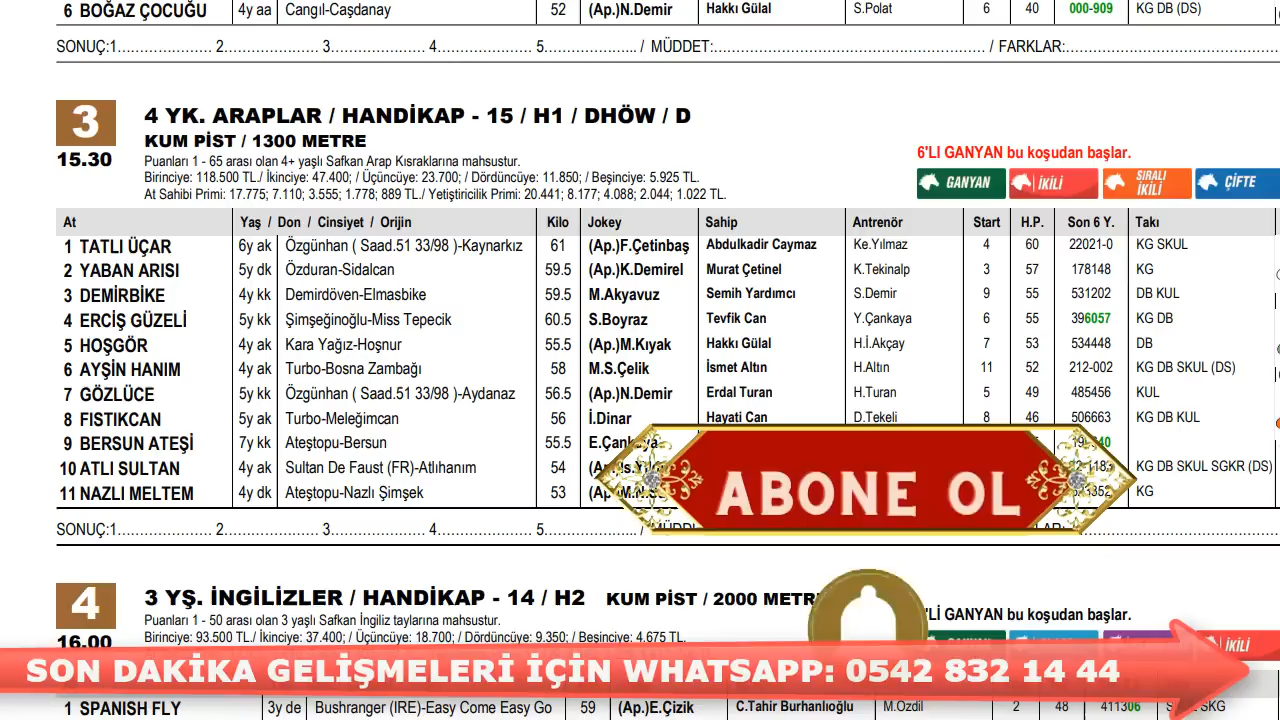 6 BOĞAZ ÇOCUĞU 4y aa Cangıl-Caşdanay 52 (Ap.)N.Demir Hakkı Gülal S.Polat 6 40 000-909 KG DB (DS)
SONUÇ:1...................... 2...................... 3...................... 4...................... 5...................... / MÜDDET:............................................................... / FARKLAR:...............................................
3 4 YK. ARAPLAR / HANDİKAP - 15 / H1 / DHÖW / D
KUM PİST / 1300 METRE
15.30 Puanları 1 - 65 arası olan 4+ yaşlı Safkan Arap Kısraklarına mahsustur.
6'LI GANYAN bu koşudan başlar.
Birinciye: 118.500 TL./ İkinciye: 47.400; / Üçüncüye: 23.700; / Dördüncüye: 11.850; / Beşinciye: 5.925 TL.
GANYAN İKİLİ SIRALI İKİLİ ÇİFTE
At Sahibi Primi: 17.775; 7.110; 3.555; 1.778; 889 TL./ Yetiştiricilik Primi: 20.441; 8.177; 4.088; 2.044; 1.022 TL.
At Yaş / Don / Cinsiyet / Orijin Kilo Jokey Sahip Antrenör Start H.P. Son 6 Y. Takı
1 TATLI ÜÇAR 6y ak Özgünhan ( Saad.51 33/98 )-Kaynarkız 61 (Ap.)F.Çetinbaş Abdulkadir Caymaz Ke.Yılmaz 4 60 22021-0 KG SKUL
2 YABAN ARISI 5y dk Özduran-Sidalcan 59.5 (Ap.)K.Demirel Murat Çetinel K.Tekinalp 3 57 178148 KG
3 DEMİRBİKE 4y kk Demirdöven-Elmasbike 59.5 M.Akyavuz Semih Yardımcı S.Demir 9 55 531202 DB KUL
4 ERCİŞ GÜZELİ 5y kk Şimşeğinoğlu-Miss Tepecik 60.5 S.Boyraz Tevfik Can Y.Çankaya 6 55 396057 KG DB
5 HOŞGÖR 4y ak Kara Yağız-Hoşnur 55.5 (Ap.)M.Kıyak Hakkı Gülal H.İ.Akçay 7 53 534448 DB
6 AYŞİN HANIM 4y ak Turbo-Bosna Zambağı 58 M.S.Çelik İsmet Altın H.Altın 11 52 212-002 KG DB SKUL (DS)
7 GÖZLÜCE 5y kk Özgünhan ( Saad.51 33/98 )-Aydanaz 56.5 (Ap.)N.Demir Erdal Turan H.Turan 5 49 485456 KUL
8 FISTIKCAN 5y ak Turbo-Meleğimcan 56 İ.Dinar Hayati Can D.Tekeli 8 46 506663 KG DB KUL
9 BERSUN ATEŞİ 7y kk Ateştopu-Bersun 55.5 E.Çankaya
10 ATLI SULTAN 4y ak Sultan De Faust (FR)-Atlıhanım 54 KG DB SKUL SGKR (DS)
11 NAZLI MELTEM 4y dk Ateştopu-Nazlı Şimşek 53 KG
ABONE OL
SONUÇ:1...................... 2...................... 3...................... 4...................... 5...................... / MÜDDET
4 3 YŞ. İNGİLİZLER / HANDİKAP - 14 / H2 KUM PİST / 2000 METRE
16.00 Puanları 1 - 50 arası olan 3 yaşlı Safkan İngiliz taylarına mahsustur.
'Lİ GANYAN bu koşudan başlar.
Birinciye: 93.500 TL./ İkinciye: 37.400; / Üçüncüye: 18.700; / Dördüncüye: 9.350; / Beşinciye: 4.675 TL.
GANYAN İKİLİ
SON DAKİKA GELİŞMELERİ İÇİN WHATSAPP: 0542 832 14 44
1 SPANISH FLY 3y de Bushranger (IRE)-Easy Come Easy Go 59 (Ap.)E.Çizik C.Tahir Burhanlıoğlu M.Özdil 2 48 411306 SKG